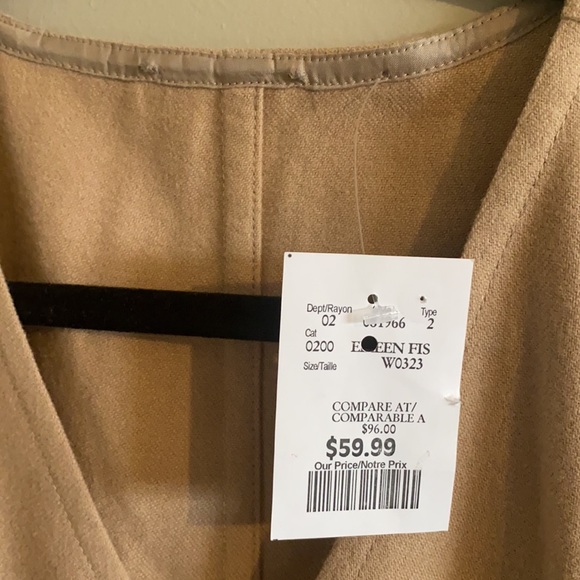 Dept/Rayon Type
02 2
Cat
0200 FIS
Size/Taille W0323
COMPARE AT/
COMPARABLE A
$96.00
$59.99
Our Price/Notre Prix